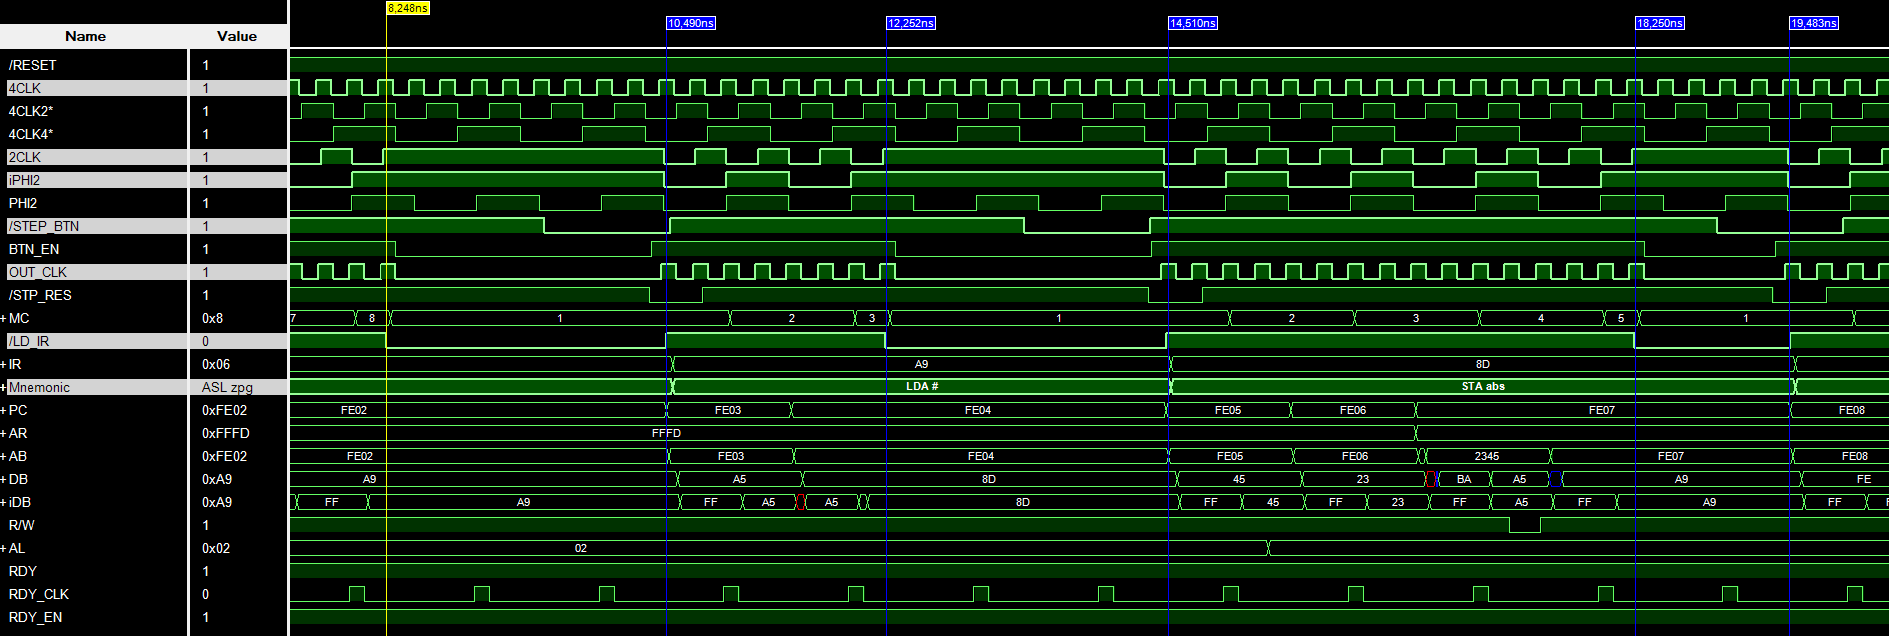 8,248ns
10,490ns 12,252ns 14,510ns 18,250ns 19,483ns
Name Value
/RESET 1
4CLK 1
4CLK2* 1
4CLK4* 1
2CLK 1
iPHI2 1
PHI2 1
/STEP_BTN 1
BTN_EN 1
OUT_CLK 1
/STP_RES 1
+MC 0x8 7 8 1 2 3 1 2 3 4 5 1
/LD_IR 0
+IR 0x06 A9 8D
+Mnemonic ASL zpg LDA # STA abs
+PC 0xFE02 FE02 FE03 FE04 FE05 FE06 FE07 FE08
+AR 0xFFFD FFFD
+AB 0xFE02 FE02 FE03 FE04 FE05 FE06 2345 FE07 FE08
+DB 0xA9 A9 A5 8D 45 23 BA A5 A9 FE
+iDB 0xA9 FF A9 FF A5 A5 8D FF 45 FF 23 FF A5 FF A9 FF
R/W 1
+AL 0x02 02
RDY 1
RDY_CLK 0
RDY_EN 1